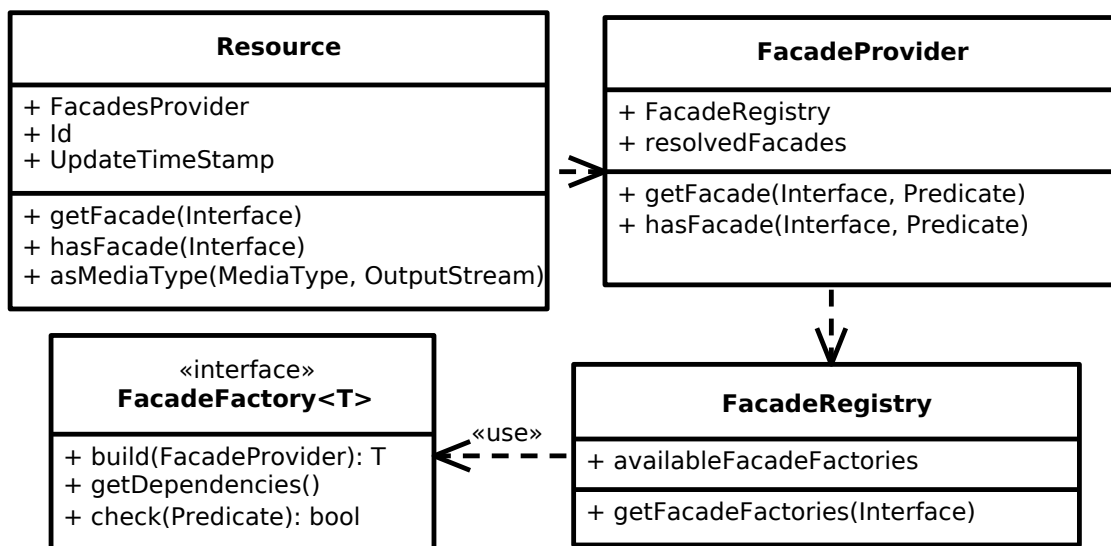 Resource
+ FacadesProvider
+ Id
+ UpdateTimeStamp
+ getFacade(Interface)
+ hasFacade(Interface)
+ asMediaType(MediaType, OutputStream)
FacadeProvider
+ FacadeRegistry
+ resolvedFacades
+ getFacade(Interface, Predicate)
+ hasFacade(Interface, Predicate)
«interface»
FacadeFactory<T>
+ build(FacadeProvider): T
+ getDependencies()
+ check(Predicate): bool
«use»
FacadeRegistry
+ availableFacadeFactories
+ getFacadeFactories(Interface)